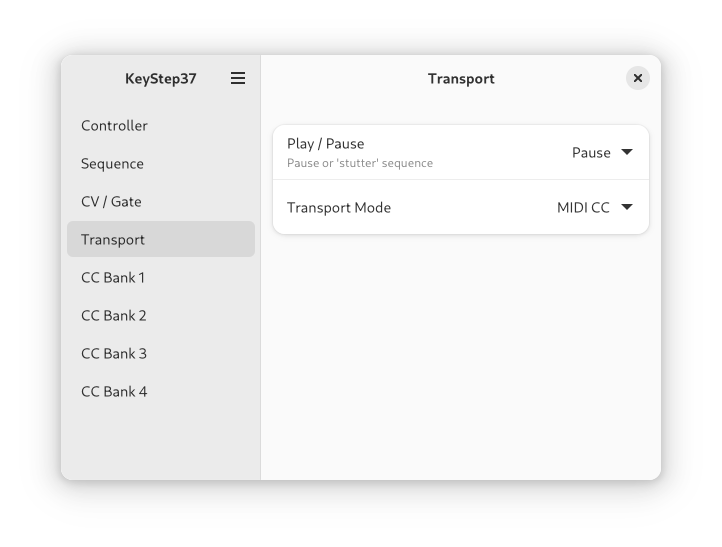 KeyStep37
Controller
Sequence
CV / Gate
Transport
CC Bank 1
CC Bank 2
CC Bank 3
CC Bank 4
Transport
Play / Pause
Pause or 'stutter' sequence
Pause
Transport Mode
MIDI CC